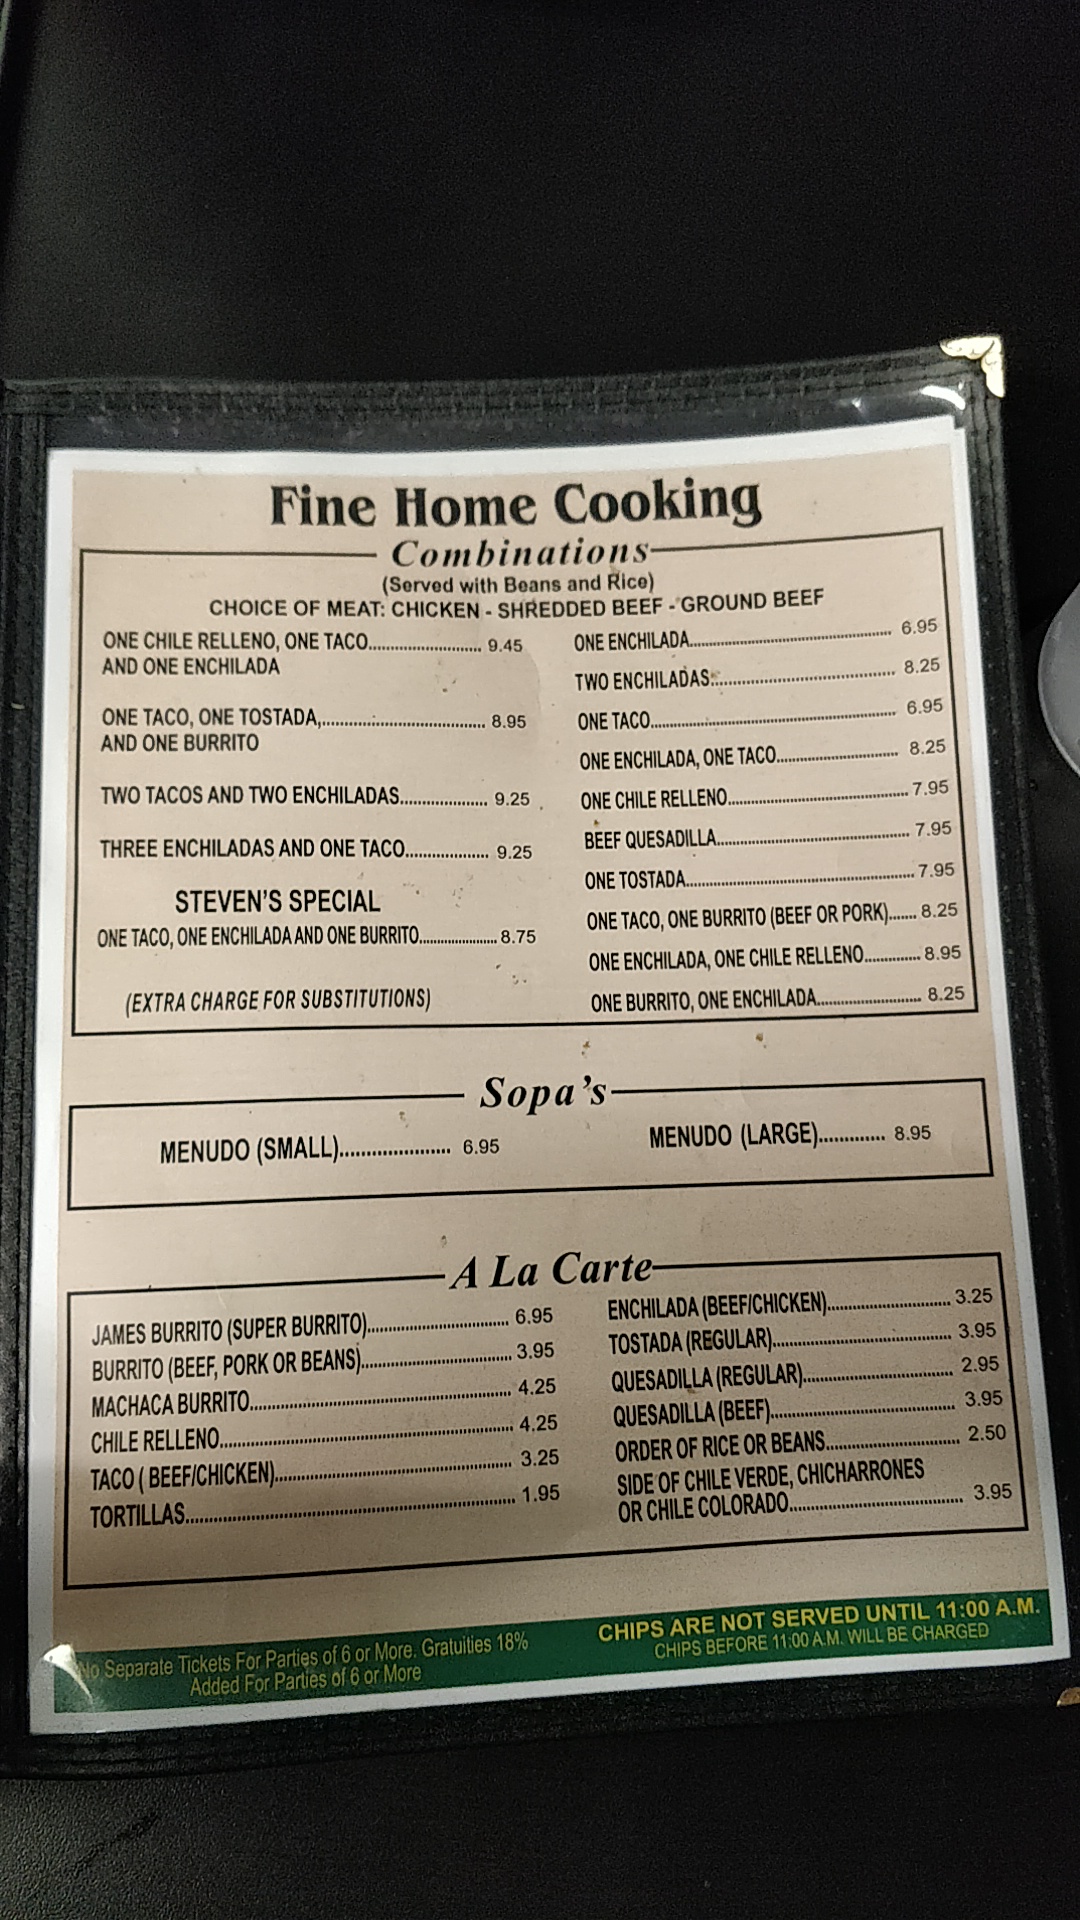 Fine Home Cooking
Combinations
(Served with Beans and Rice)
CHOICE OF MEAT: CHICKEN - SHREDDED BEEF - GROUND BEEF
ONE CHILE RELLENO, ONE TACO............................ 9.45
AND ONE ENCHILADA
ONE TACO, ONE TOSTADA,........................................ 8.95
AND ONE BURRITO
TWO TACOS AND TWO ENCHILADAS..................... 9.25
THREE ENCHILADAS AND ONE TACO.................... 9.25
STEVEN'S SPECIAL
ONE TACO, ONE ENCHILADA AND ONE BURRITO...................... 8.75
(EXTRA CHARGE FOR SUBSTITUTIONS)
ONE ENCHILADA.................................................. 6.95
TWO ENCHILADAS............................................. 8.25
ONE TACO............................................................ 6.95
ONE ENCHILADA, ONE TACO.............................. 8.25
ONE CHILE RELLENO............................................ 7.95
BEEF QUESADILLA................................................ 7.95
ONE TOSTADA......................................................... 7.95
ONE TACO, ONE BURRITO (BEEF OR PORK)....... 8.25
ONE ENCHILADA, ONE CHILE RELLENO.............. 8.95
ONE BURRITO, ONE ENCHILADA.......................... 8.25
Sopa's
MENUDO (SMALL)...................... 6.95
MENUDO (LARGE)............. 8.95
A La Carte
JAMES BURRITO (SUPER BURRITO)................................... 6.95
BURRITO (BEEF, PORK OR BEANS)..................................... 3.95
MACHACA BURRITO................................................................ 4.25
CHILE RELLENO........................................................................ 4.25
TACO ( BEEF/CHICKEN).......................................................... 3.25
TORTILLAS................................................................................ 1.95
ENCHILADA (BEEF/CHICKEN).............................. 3.25
TOSTADA (REGULAR)............................................ 3.95
QUESADILLA (REGULAR)..................................... 2.95
QUESADILLA (BEEF)............................................. 3.95
ORDER OF RICE OR BEANS................................. 2.50
SIDE OF CHILE VERDE, CHICHARRONES
OR CHILE COLORADO........................................... 3.95
No Separate Tickets For Parties of 6 or More. Gratuities 18%
Added For Parties of 6 or More
CHIPS ARE NOT SERVED UNTIL 11:00 A.M.
CHIPS BEFORE 11:00 A.M. WILL BE CHARGED